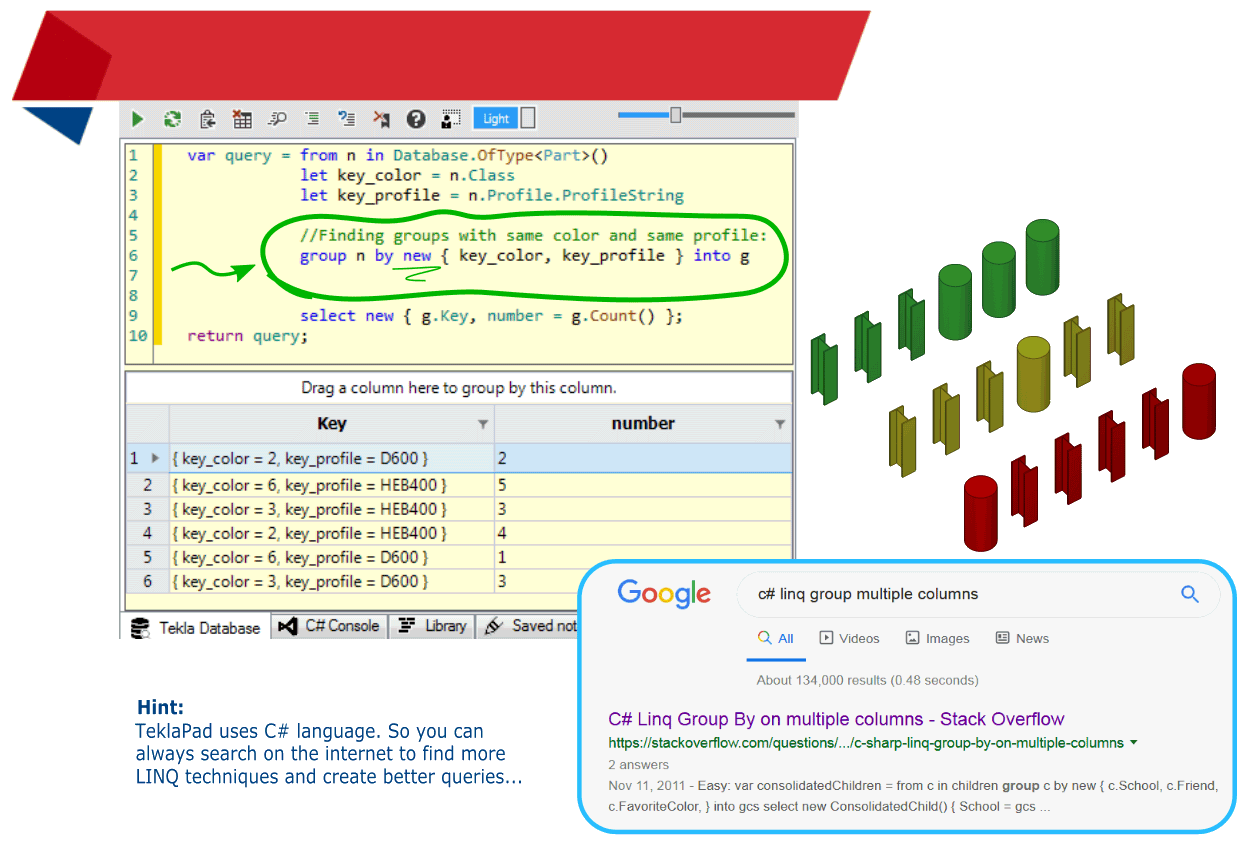 Light
1 var query = from n in Database.OfType<Part>()
2 let key_color = n.Class
3 let key_profile = n.Profile.ProfileString
4
5 //Finding groups with same color and same profile:
6 group n by new { key_color, key_profile } into g
7
8
9 select new { g.Key, number = g.Count() };
10 return query;
Drag a column here to group by this column.
Key number
1 { key_color = 2, key_profile = D600 } 2
2 { key_color = 6, key_profile = HEB400 } 5
3 { key_color = 3, key_profile = HEB400 } 3
4 { key_color = 2, key_profile = HEB400 } 4
5 { key_color = 6, key_profile = D600 } 1
6 { key_color = 3, key_profile = D600 } 3
Tekla Database C# Console Library Saved not
Google c# linq group multiple columns
All Videos Images News
About 134,000 results (0.48 seconds)
C# Linq Group By on multiple columns - Stack Overflow
https://stackoverflow.com/questions/.../c-sharp-linq-group-by-on-multiple-columns
2 answers
Nov 11, 2011 - Easy: var consolidatedChildren = from c in children group c by new { c.School, c.Friend,
c.FavoriteColor, } into gcs select new ConsolidatedChild() { School = gcs ...
Hint:
TeklaPad uses C# language. So you can
always search on the internet to find more
LINQ techniques and create better queries...